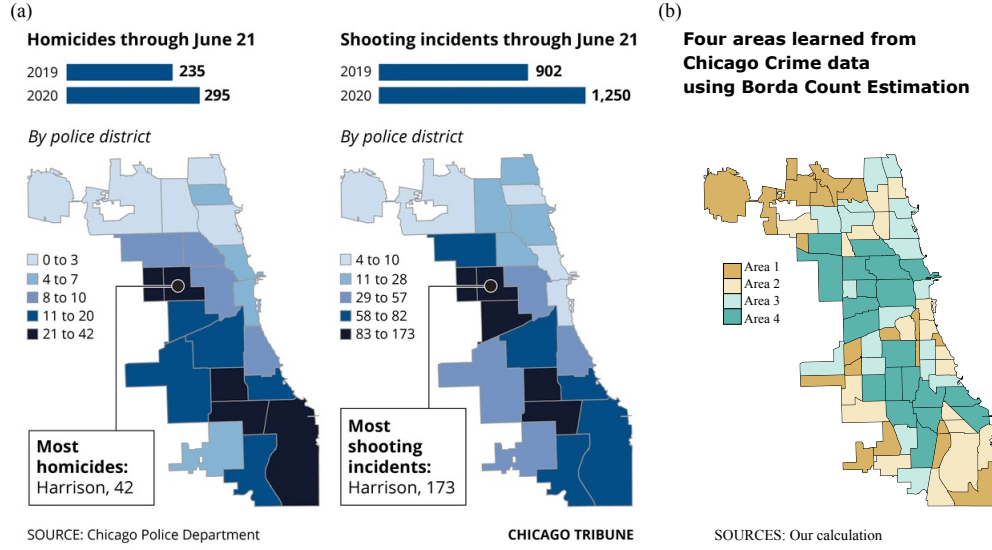 (a)
Homicides through June 21
2019 235
2020 295
By police district
0 to 3
4 to 7
8 to 10
11 to 20
21 to 42
Most
homicides:
Harrison, 42
SOURCE: Chicago Police Department
Shooting incidents through June 21
2019 902
2020 1,250
By police district
4 to 10
11 to 28
29 to 57
58 to 82
83 to 173
Most
shooting
incidents:
Harrison, 173
CHICAGO TRIBUNE
(b)
Four areas learned from
Chicago Crime data
using Borda Count Estimation
Area 1
Area 2
Area 3
Area 4
SOURCES: Our calculation